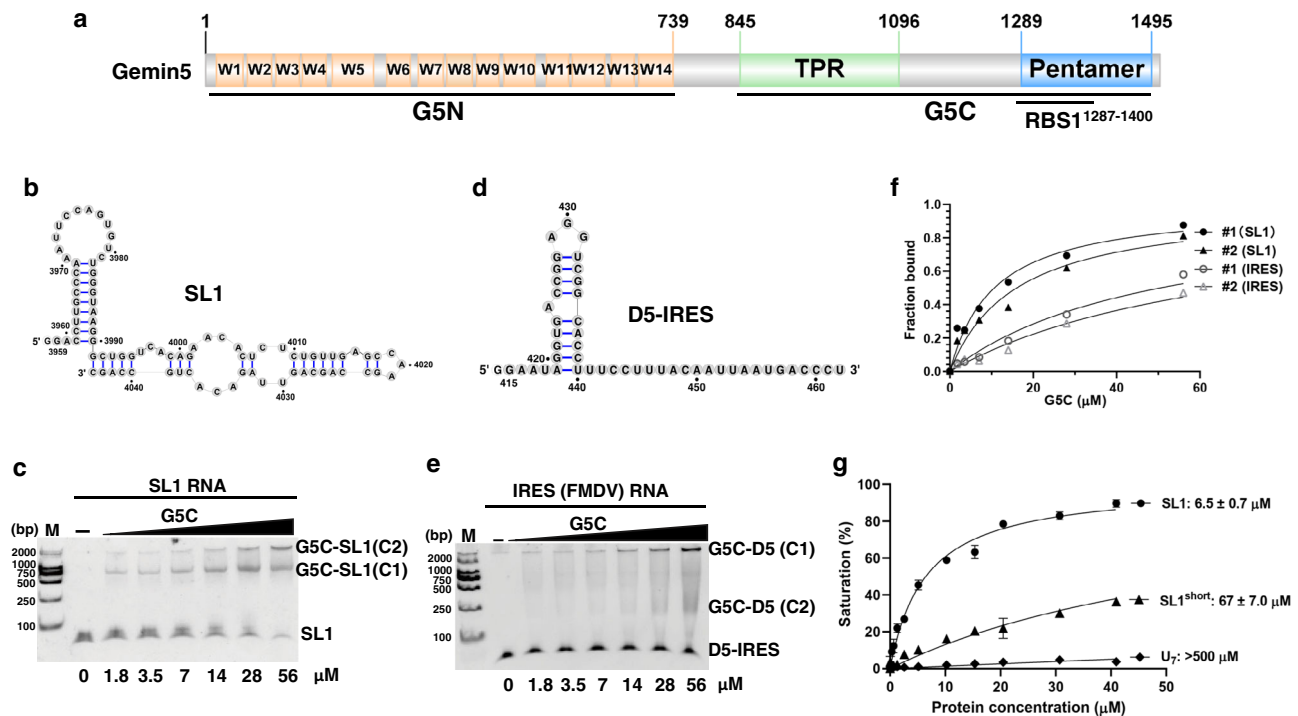 a
1 739 845 1096 1289 1495
Gemin5 W1 W2 W3 W4 W5 W6 W7 W8 W9 W10 W11 W12 W13 W14 TPR Pentamer
G5N G5C
RBS1 1287-1400
b
SL1
3959 3960 3970 3980 3990 4000 4010 4020 4030 4040
5' 3'
d
D5-IRES
430
420
5' G G A A U A U U U C C U U U A C A A U U A A U G A C C C U 3'
415 440 450 460
f
Fraction bound
1.0
0.8
0.6
0.4
0.2
0.0
0 20 40 60
G5C (μM)
#1 (SL1)
#2 (SL1)
#1 (IRES)
#2 (IRES)
c
SL1 RNA
G5C
(bp) M –
2000
1000
750
500
250
100
G5C-SL1(C2)
G5C-SL1(C1)
SL1
0 1.8 3.5 7 14 28 56 μM
e
IRES (FMDV) RNA
G5C
(bp) M –
2000
1000
750
500
250
100
G5C-D5 (C1)
G5C-D5 (C2)
D5-IRES
0 1.8 3.5 7 14 28 56 μM
g
Saturation (%)
100
80
60
40
20
0
0 10 20 30 40 50
Protein concentration (μM)
SL1: 6.5 ± 0.7 μM
SL1short: 67 ± 7.0 μM
U7: >500 μM